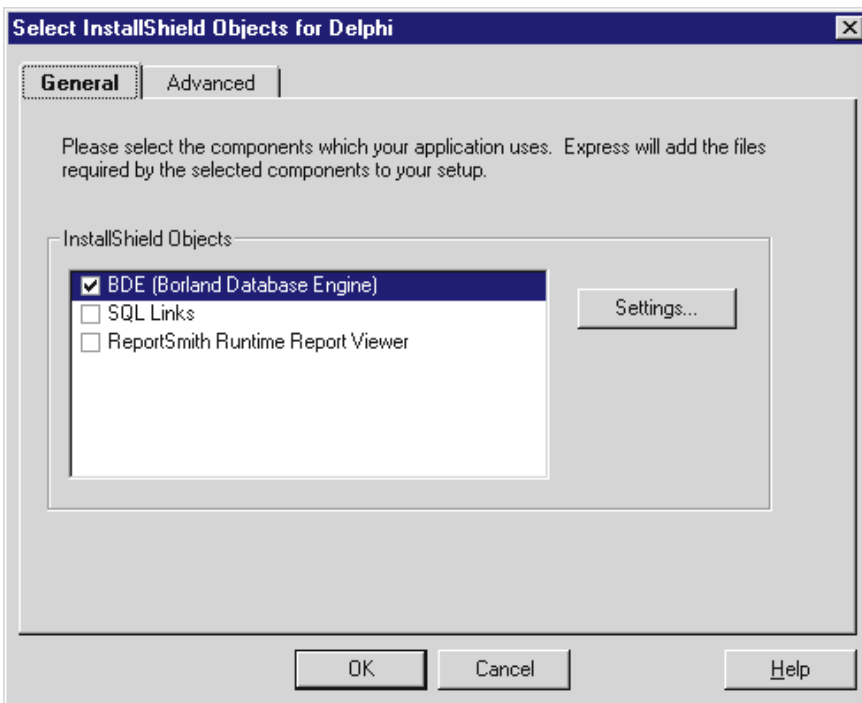 Select InstallShield Objects for Delphi
General
Advanced
Please select the components which your application uses. Express will add the files
required by the selected components to your setup.
InstallShield Objects
BDE (Borland Database Engine)
SQL Links
ReportSmith Runtime Report Viewer
Settings...
OK
Cancel
Help